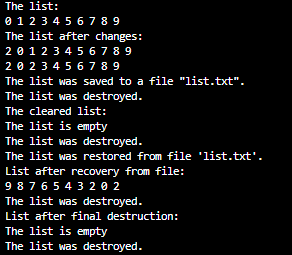 The list:
0 1 2 3 4 5 6 7 8 9
The list after changes:
2 0 1 2 3 4 5 6 7 8 9
2 0 2 3 4 5 6 7 8 9
The list was saved to a file "list.txt".
The list was destroyed.
The cleared list:
The list is empty
The list was destroyed.
The list was restored from file 'list.txt'.
List after recovery from file:
9 8 7 6 5 4 3 2 0 2
The list was destroyed.
List after final destruction:
The list is empty
The list was destroyed.